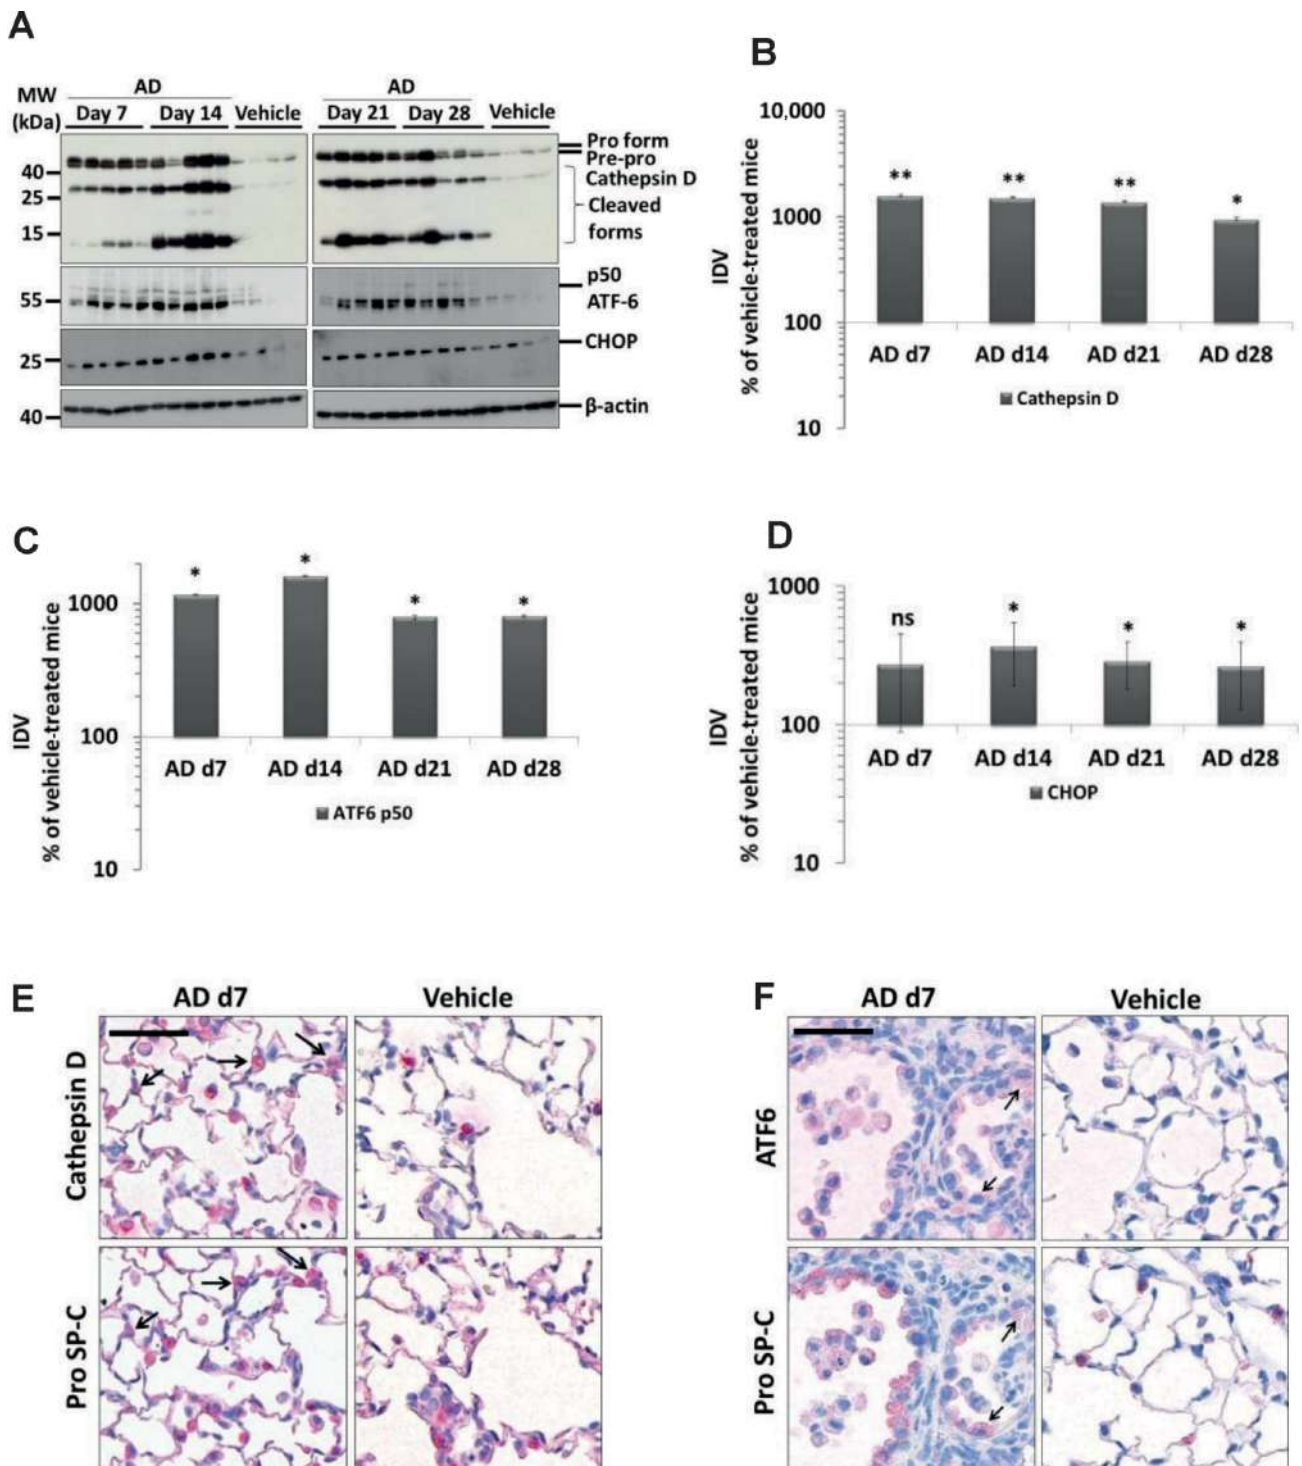 A
AD AD
MW
(kDa)
Day 7 Day 14 Vehicle Day 21 Day 28 Vehicle
Pro form
Pre-pro
Cathepsin D
Cleaved
forms
40
25
15
p50
ATF-6
55
CHOP
25
β-actin
40
B
10,000
1000
100
10
IDV
% of vehicle-treated mice
** ** ** *
AD d7 AD d14 AD d21 AD d28
Cathepsin D
C
1000
100
10
IDV
% of vehicle-treated mice
* * * *
AD d7 AD d14 AD d21 AD d28
ATF6 p50
D
1000
100
10
IDV
% of vehicle-treated mice
ns * * *
AD d7 AD d14 AD d21 AD d28
CHOP
E
AD d7 Vehicle
Cathepsin D
Pro SP-C
F
AD d7 Vehicle
ATF6
Pro SP-C